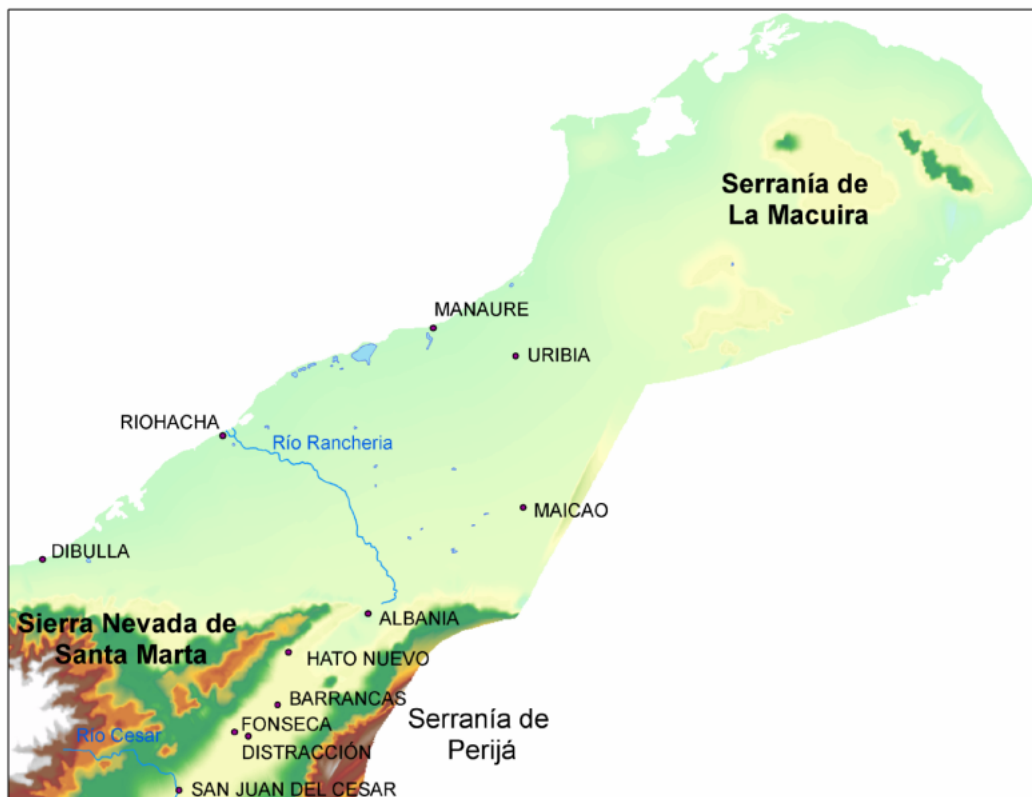 Serranía de
La Macuira
MANAURE
URIBIA
RIOHACHA
Río Rancheria
MAICAO
DIBULLA
ALBANIA
Sierra Nevada de
Santa Marta
HATO NUEVO
BARRANCAS
Serranía de
Perijá
FONSECA
Río Cesar
DISTRACCIÓN
SAN JUAN DEL CESAR